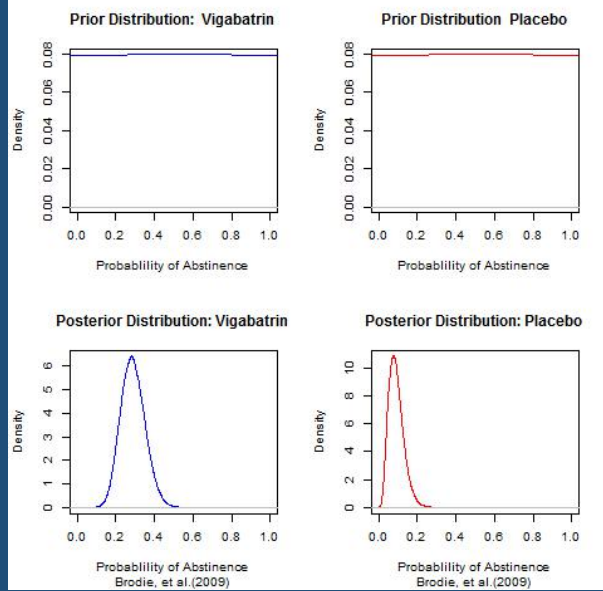 Prior Distribution: Vigabatrin
Density
0.00 0.02 0.04 0.06 0.08
0.0 0.2 0.4 0.6 0.8 1.0
Probablility of Abstinence
Prior Distribution Placebo
Density
0.00 0.02 0.04 0.06 0.08
0.0 0.2 0.4 0.6 0.8 1.0
Probablility of Abstinence
Posterior Distribution: Vigabatrin
Density
0 1 2 3 4 5 6
0.0 0.2 0.4 0.6 0.8 1.0
Probablility of Abstinence
Brodie, et al.(2009)
Posterior Distribution: Placebo
Density
0 2 4 6 8 10
0.0 0.2 0.4 0.6 0.8 1.0
Probablility of Abstinence
Brodie, et al.(2009)